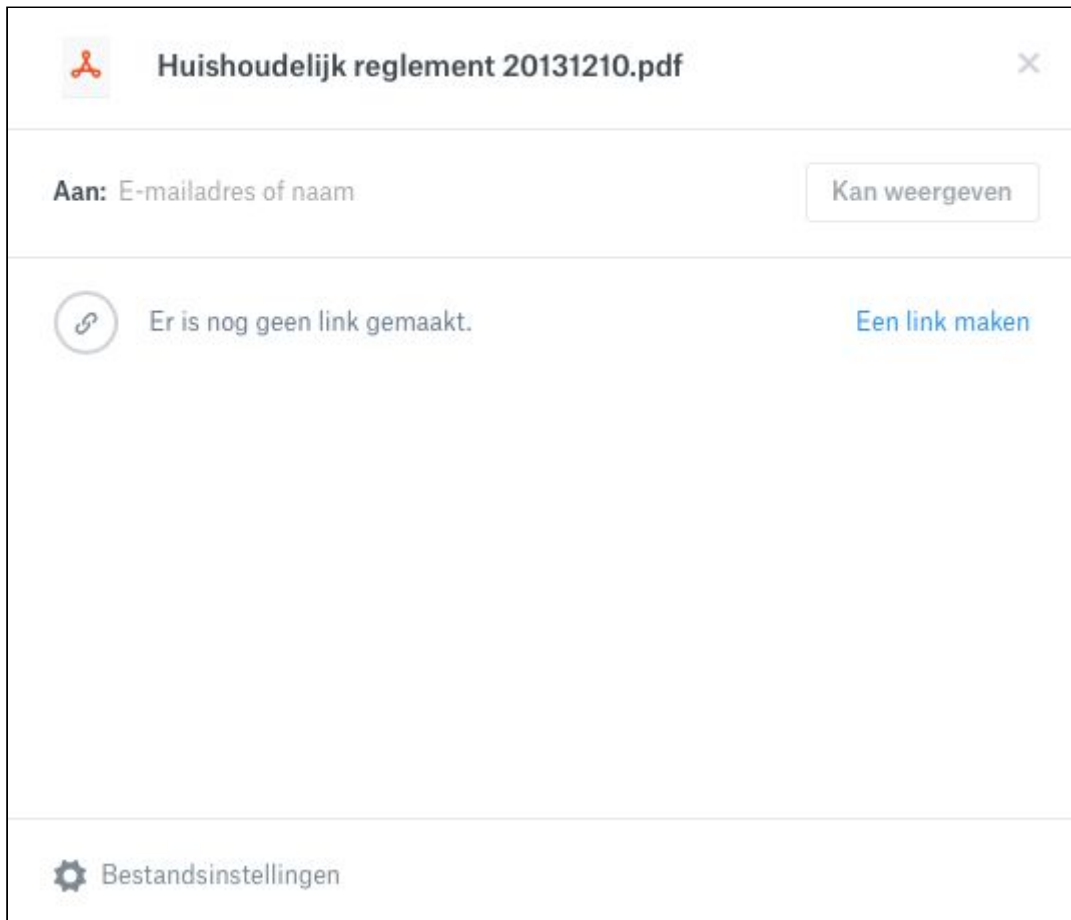 Huishoudelijk reglement 20131210.pdf
Aan: E-mailadres of naam
Kan weergeven
Er is nog geen link gemaakt.
Een link maken
Bestandsinstellingen